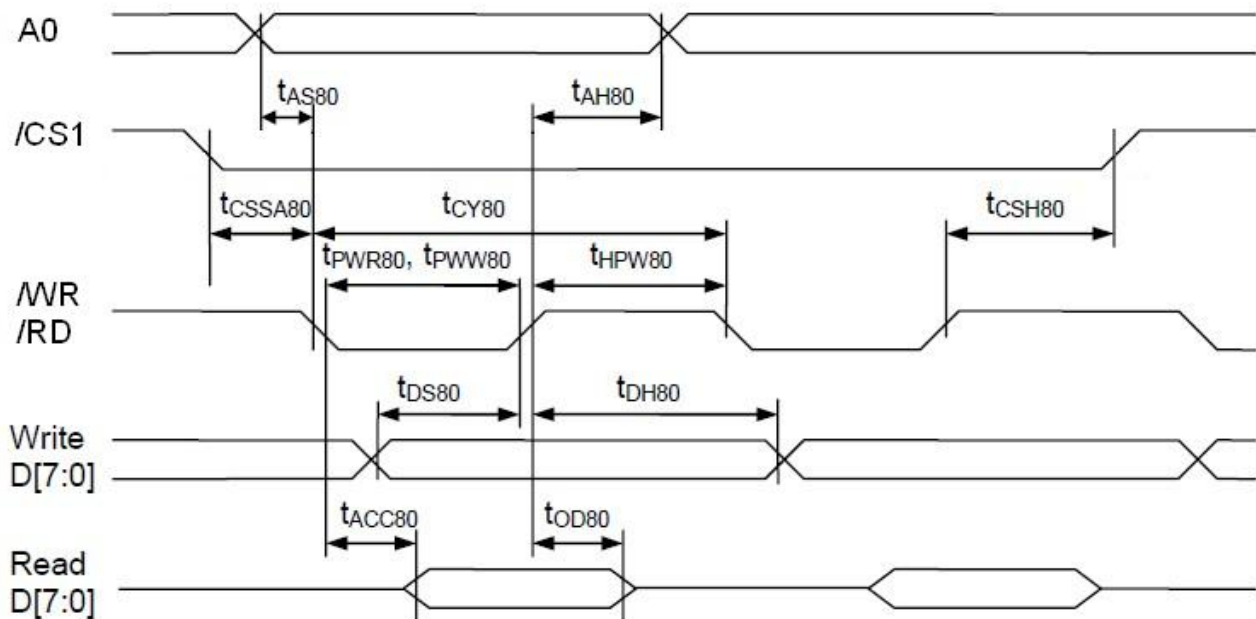 A0
tAS80
tAH80
/CS1
tCSSA80
tCY80
tCSH80
tPWR80, tPWW80
tHPW80
/WR
/RD
tDS80
tDH80
Write
D[7:0]
tACC80
tOD80
Read
D[7:0]